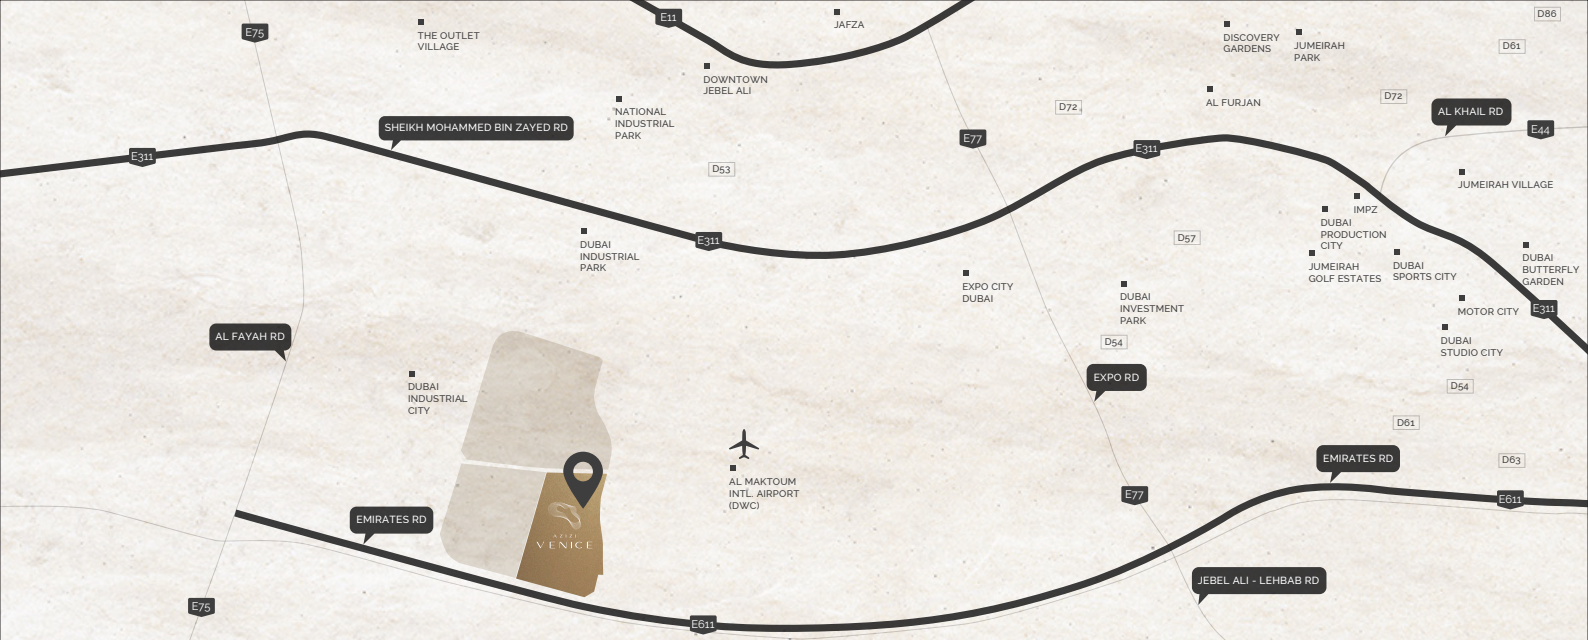 E11
JAFZA
D86
E75
THE OUTLET
VILLAGE
DISCOVERY
GARDENS
JUMEIRAH
PARK
D61
DOWNTOWN
JEBEL ALI
NATIONAL
INDUSTRIAL
PARK
D72
AL FURJAN
D72
AL KHAIL RD
E44
SHEIKH MOHAMMED BIN ZAYED RD
E77
E311
E311
D53
JUMEIRAH VILLAGE
IMPZ
DUBAI
PRODUCTION
CITY
D57
E311
DUBAI
INDUSTRIAL
PARK
JUMEIRAH
GOLF ESTATES
DUBAI
SPORTS CITY
DUBAI
BUTTERFLY
GARDEN
EXPO CITY
DUBAI
DUBAI
INVESTMENT
PARK
MOTOR CITY
E311
AL FAYAH RD
D54
DUBAI
STUDIO CITY
EXPO RD
D54
DUBAI
INDUSTRIAL
CITY
D61
EMIRATES RD
D63
AL MAKTOUM
INTL. AIRPORT
(DWC)
E77
E611
EMIRATES RD
AZIZI
VENICE
JEBEL ALI - LEHBAB RD
E75
E611